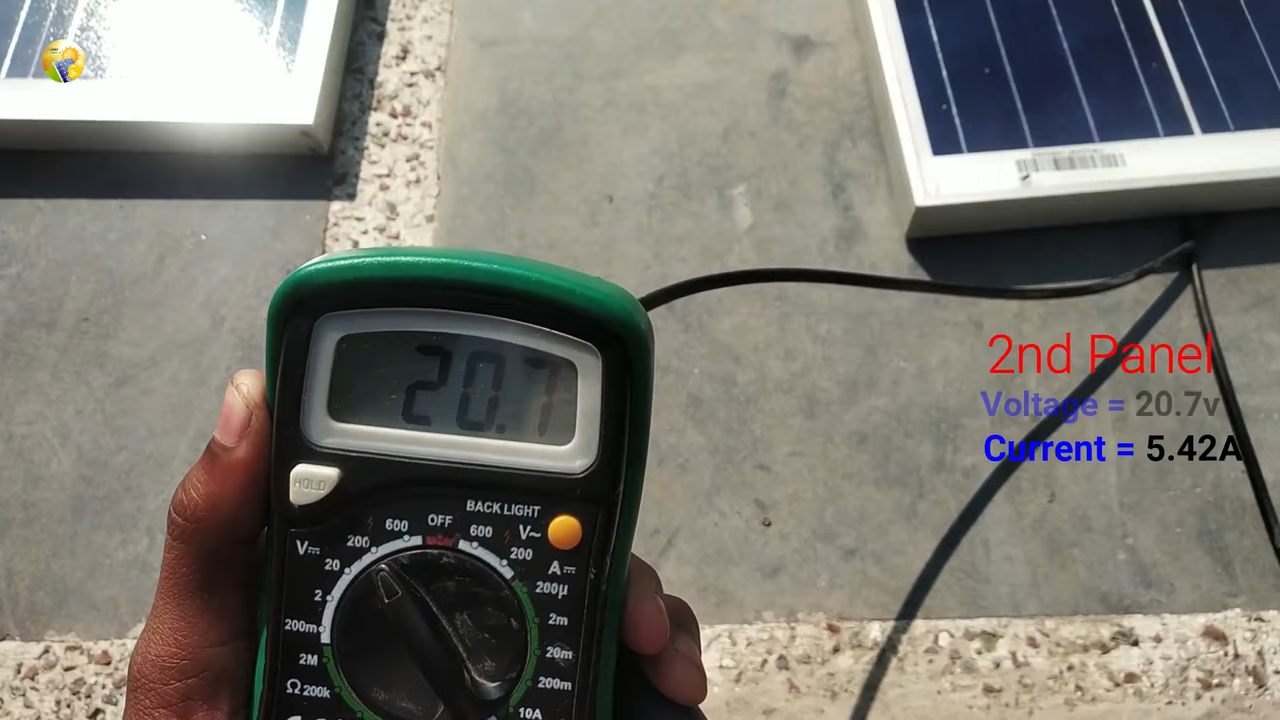 20.7
HOLD
BACK LIGHT
OFF
600
200
20
2
200m
2M
200k
V⎓
Ω
600
V~
200
A⎓
200µ
2m
20m
200m
10A
2nd Panel
Voltage = 20.7v
Current = 5.42A